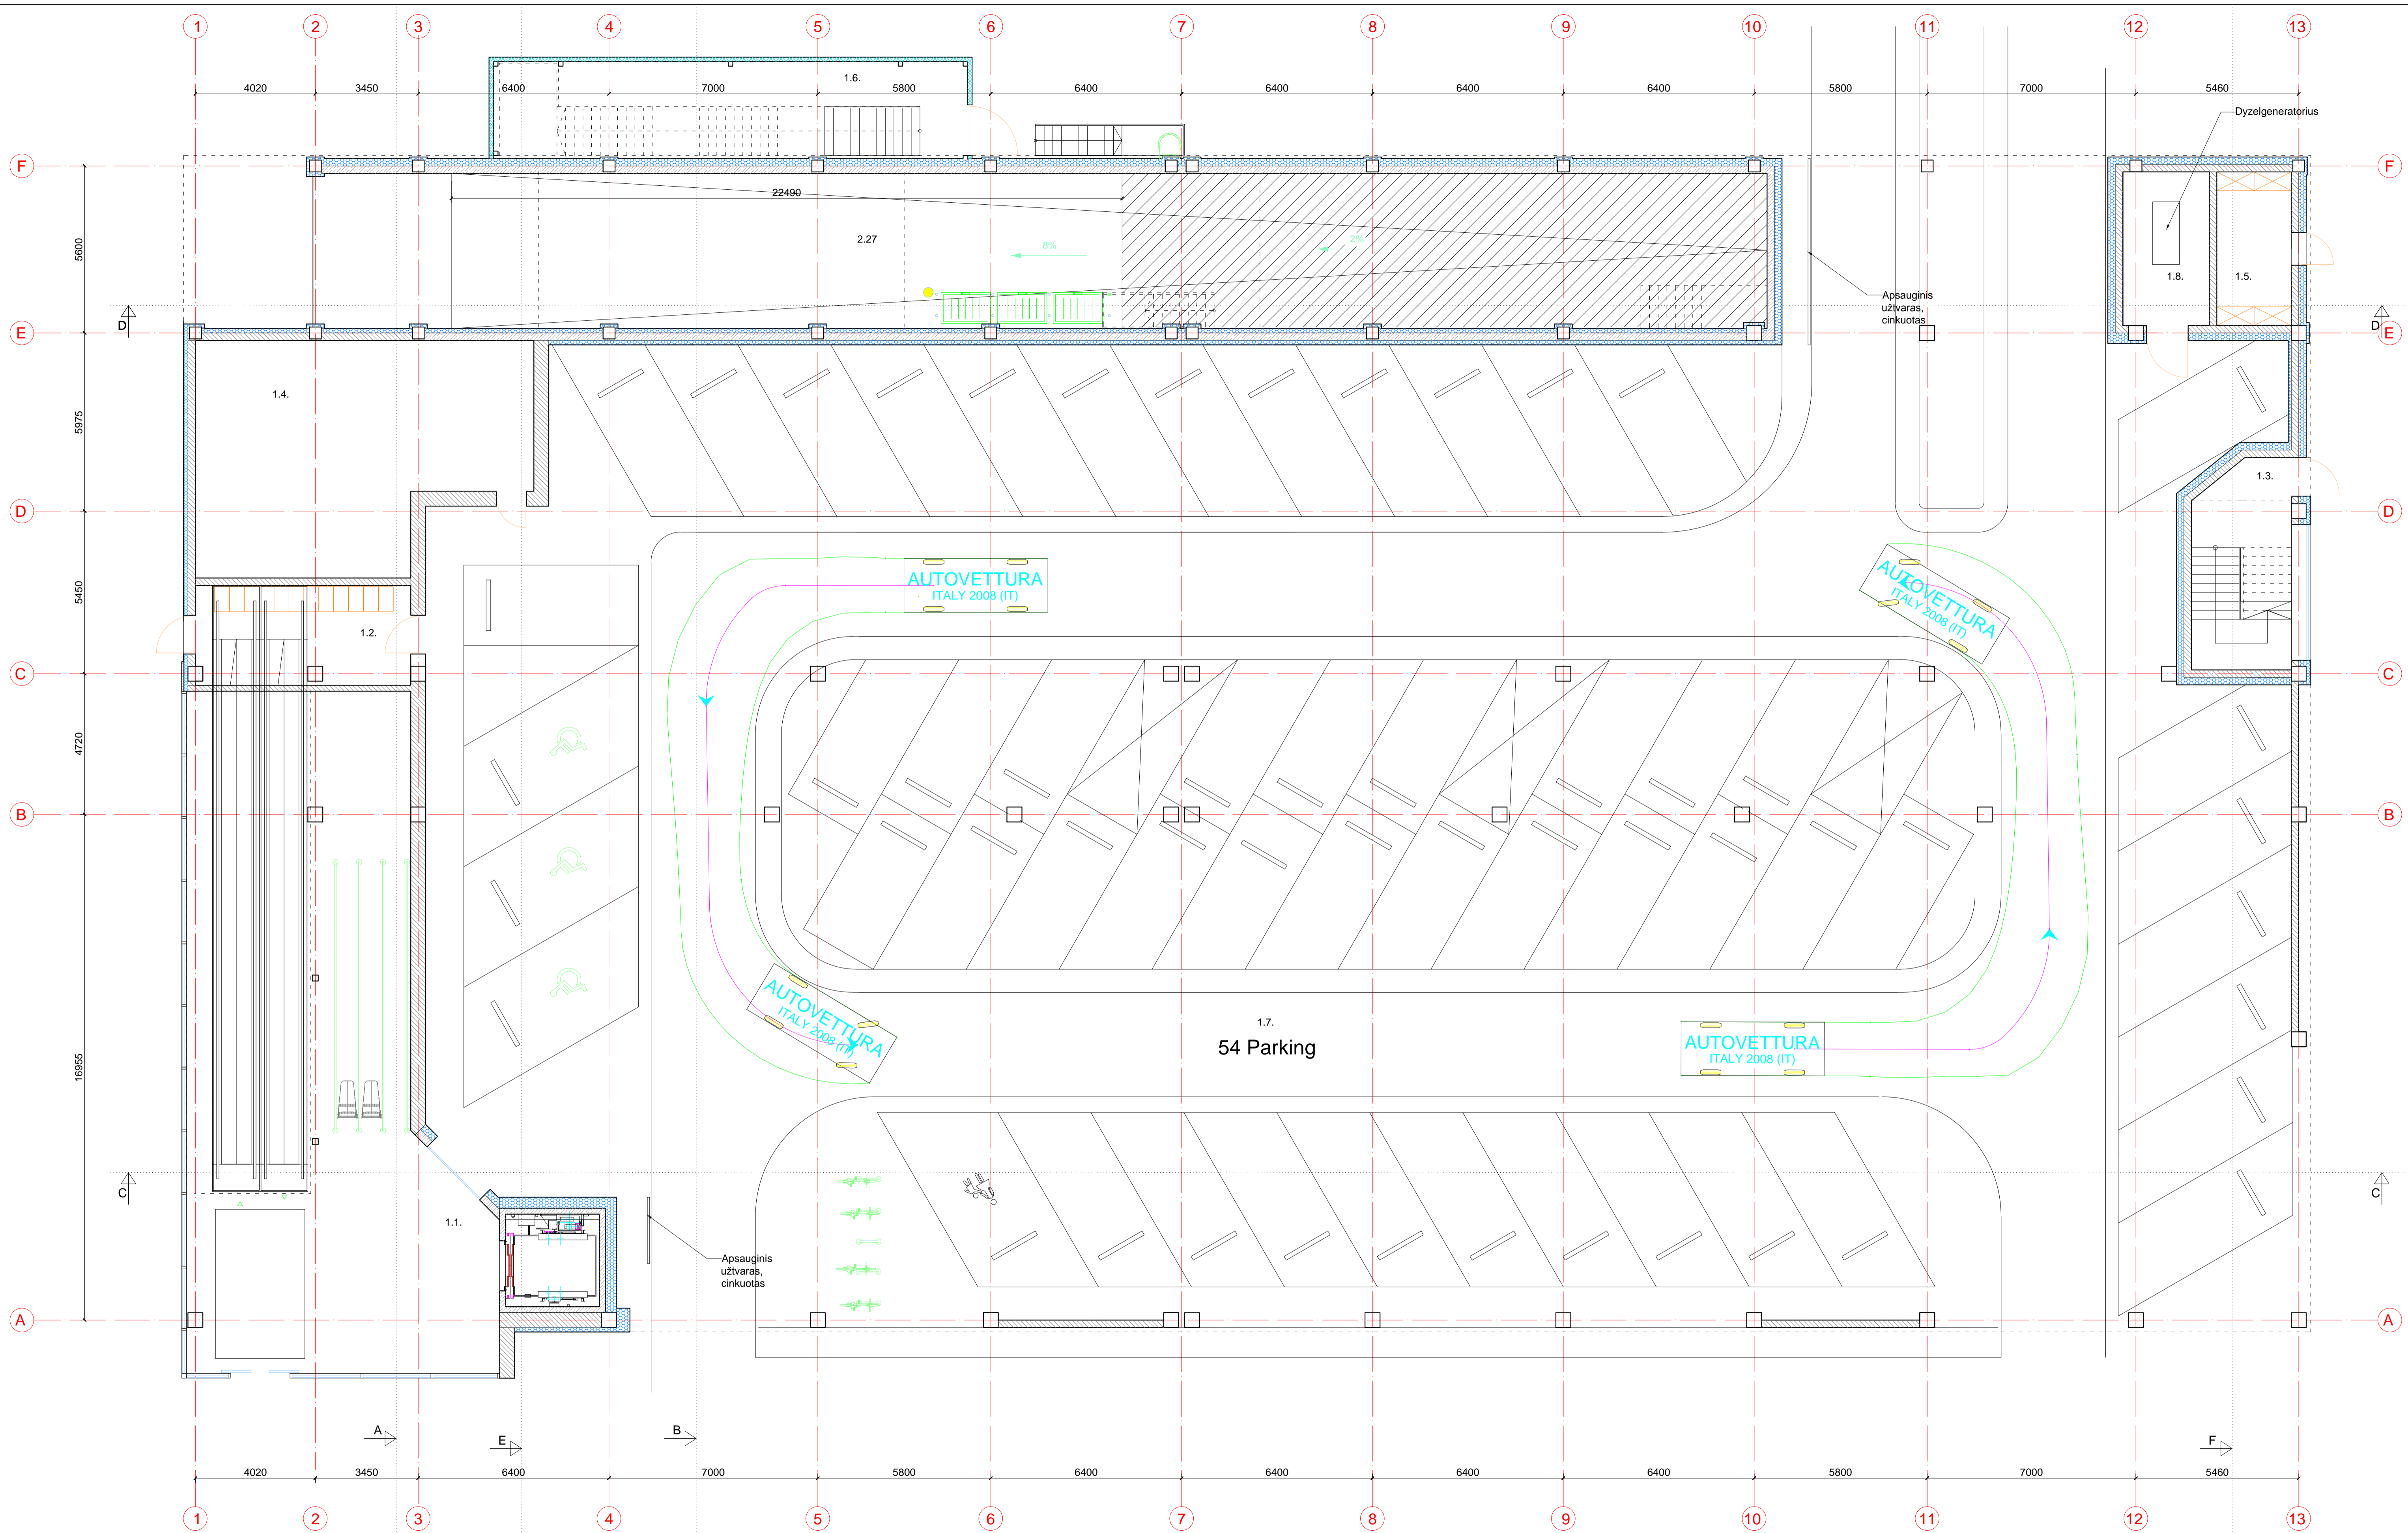 1 2 3 4 5 6 7 8 9 10 11 12 13
1.6.
4020 3450 6400 7000 5800 6400 6400 6400 6400 5800 7000 5460
Dyzelgeneratorius
F F
22490
2.27
8% 2%
5600
1.8. 1.5.
Apsauginis
užtvaras,
cinkuotas
D D
E E
1.4.
5975
1.3.
D D
AUTOVETTURA
ITALY 2008 (IT)
AUTOVETTURA
ITALY 2008 (IT)
5450
1.2.
C C
4720
B B
AUTOVETTURA
ITALY 2008 (IT)
1.7.
54 Parking
AUTOVETTURA
ITALY 2008 (IT)
16955
C C
1.1.
Apsauginis
užtvaras,
cinkuotas
A A
A E B F
4020 3450 6400 7000 5800 6400 6400 6400 6400 5800 7000 5460
1 2 3 4 5 6 7 8 9 10 11 12 13